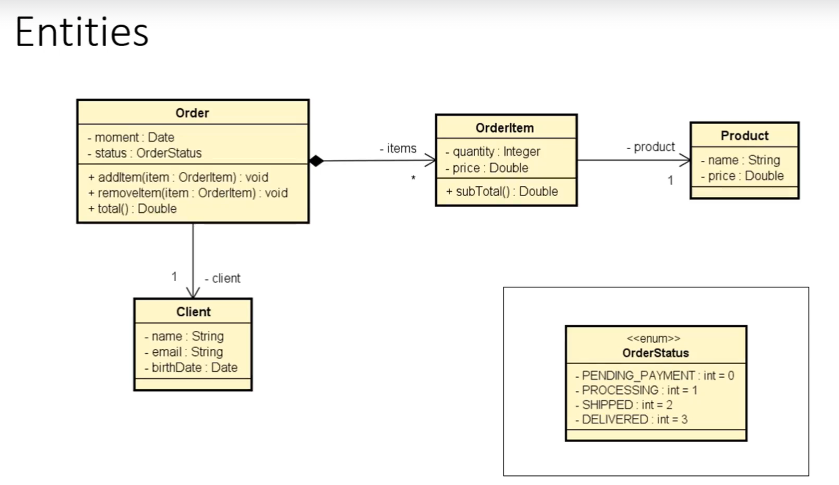 Entities
Order
- moment : Date
- status : OrderStatus
+ addItem(item : OrderItem) : void
+ removeItem(item : OrderItem) : void
+ total() : Double
- items
*
OrderItem
- quantity : Integer
- price : Double
+ subTotal() : Double
- product
1
Product
- name : String
- price : Double
1
- client
Client
- name : String
- email : String
- birthDate : Date
<<enum>>
OrderStatus
- PENDING_PAYMENT : int = 0
- PROCESSING : int = 1
- SHIPPED : int = 2
- DELIVERED : int = 3